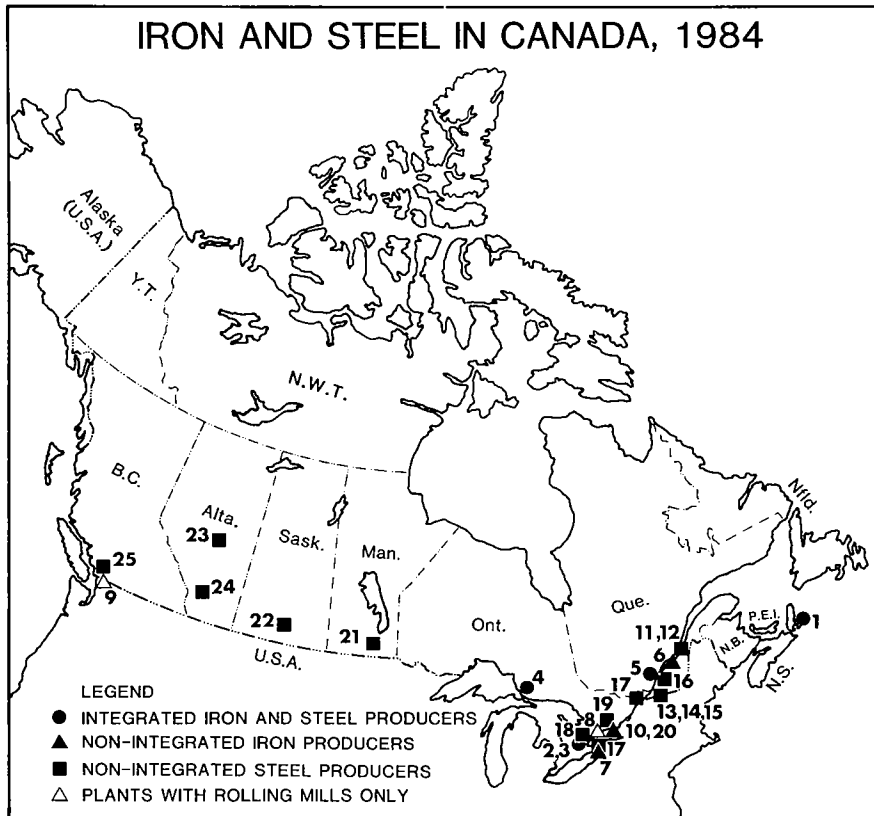 IRON AND STEEL IN CANADA, 1984
Alaska
(U.S.A.)
Y.T.
N.W.T.
B.C.
Alta.
Sask.
Man.
Ont.
Que.
Nfld.
P.E.I.
N.B.
N.S.
U.S.A.
23
24
25
9
22
21
4
11,12
6
5
16
17
13,14,15
1
19
8
18
10,20
2,3
17
7
LEGEND
INTEGRATED IRON AND STEEL PRODUCERS
NON-INTEGRATED IRON PRODUCERS
NON-INTEGRATED STEEL PRODUCERS
PLANTS WITH ROLLING MILLS ONLY